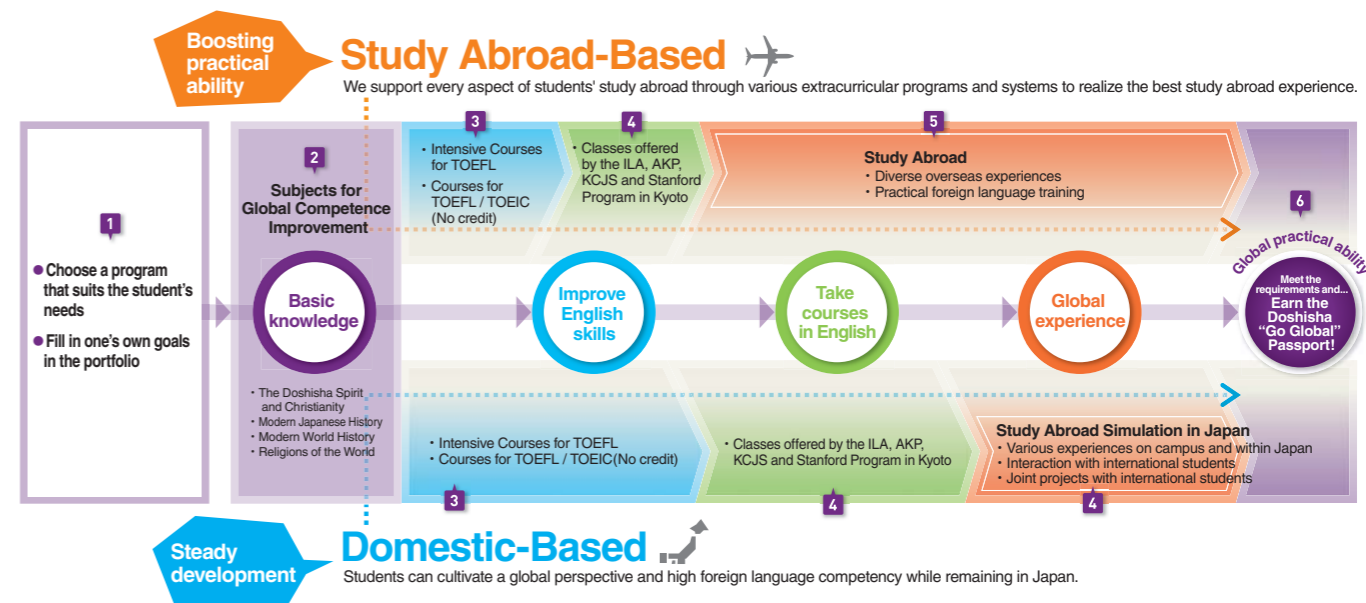 Boosting
practical
ability
Study Abroad-Based
We support every aspect of students' study abroad through various extracurricular programs and systems to realize the best study abroad experience.
1
● Choose a program
that suits the student's
needs
● Fill in one's own goals
in the portfolio
2
Subjects for
Global Competence
Improvement
3
・Intensive Courses
for TOEFL
・Courses for
TOEFL / TOEIC
(No credit)
4
・Classes offered
by the ILA, AKP,
KCJS and Stanford
Program in Kyoto
5
Study Abroad
・Diverse overseas experiences
・Practical foreign language training
6
Global practical ability
Basic
knowledge
Improve
English
skills
Take
courses
in English
Global
experience
Meet the
requirements and...
Earn the
Doshisha
“Go Global”
Passport!
・The Doshisha Spirit
and Christianity
・Modern Japanese History
・Modern World History
・Religions of the World
・Intensive Courses for TOEFL
・Courses for TOEFL / TOEIC(No credit)
3
・Classes offered by the ILA, AKP,
KCJS and Stanford Program in Kyoto
4
Study Abroad Simulation in Japan
・Various experiences on campus and within Japan
・Interaction with international students
・Joint projects with international students
4
Steady
development
Domestic-Based
Students can cultivate a global perspective and high foreign language competency while remaining in Japan.